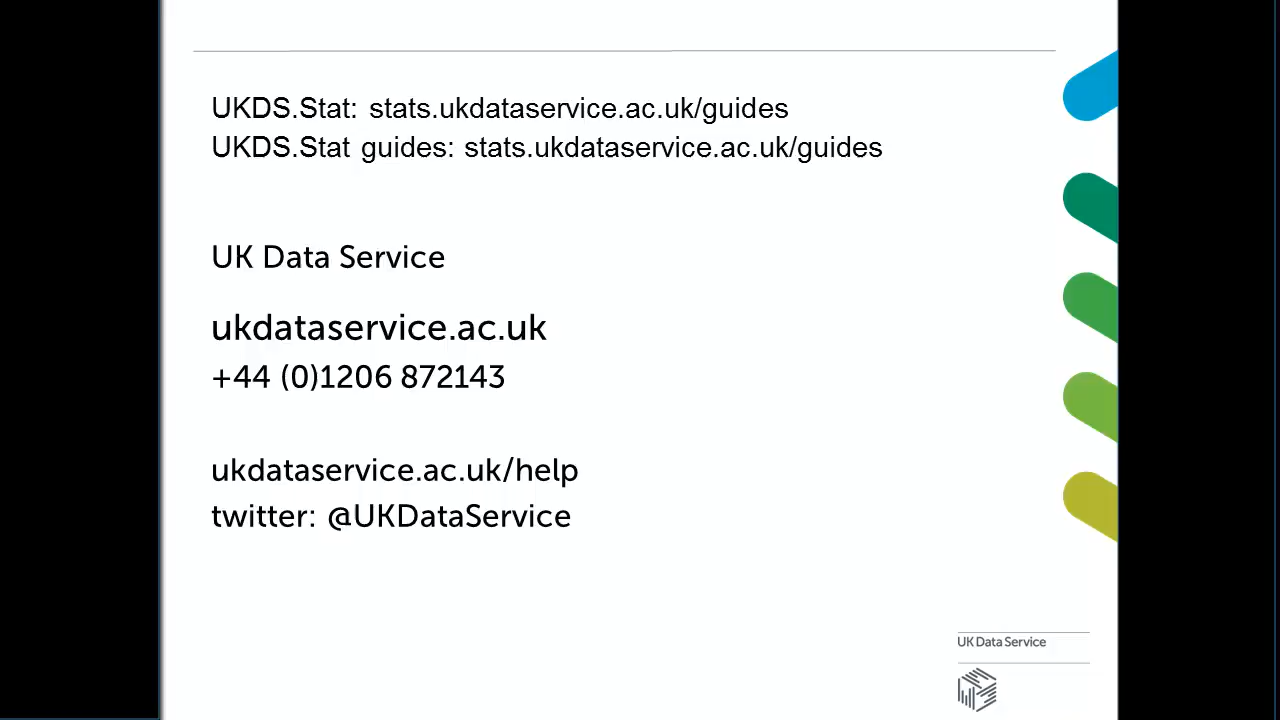 UKDS.Stat: stats.ukdataservice.ac.uk/guides
UKDS.Stat guides: stats.ukdataservice.ac.uk/guides
UK Data Service
ukdataservice.ac.uk
+44 (0)1206 872143
ukdataservice.ac.uk/help
twitter: @UKDataService
UK Data Service